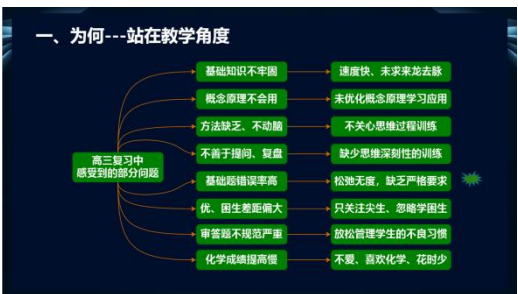 一、为何---站在教学角度
高三复习中
感受到的部分问题
基础知识不牢固
速度快、未求来龙去脉
概念原理不会用
未优化概念原理学习应用
方法缺乏、不动脑
不关心思维过程训练
不善于提问、复盘
缺少思维深刻性的训练
基础题错误率高
松弛无度，缺乏严格要求
优、困生差距偏大
只关注尖生、忽略学困生
审答题不规范严重
放松管理学生的不良习惯
化学成绩提高慢
不爱、喜欢化学、花时少